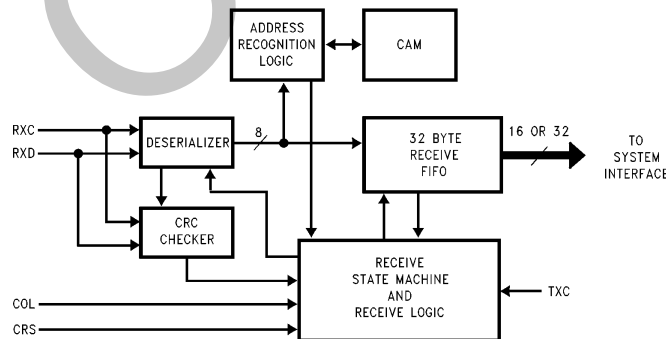 ADDRESS
RECOGNITION
LOGIC
CAM
RXC
RXD
DESERIALIZER
8
32 BYTE
RECEIVE
FIFO
16 OR 32
TO
SYSTEM
INTERFACE
CRC
CHECKER
RECEIVE
STATE MACHINE
AND
RECEIVE LOGIC
TXC
COL
CRS